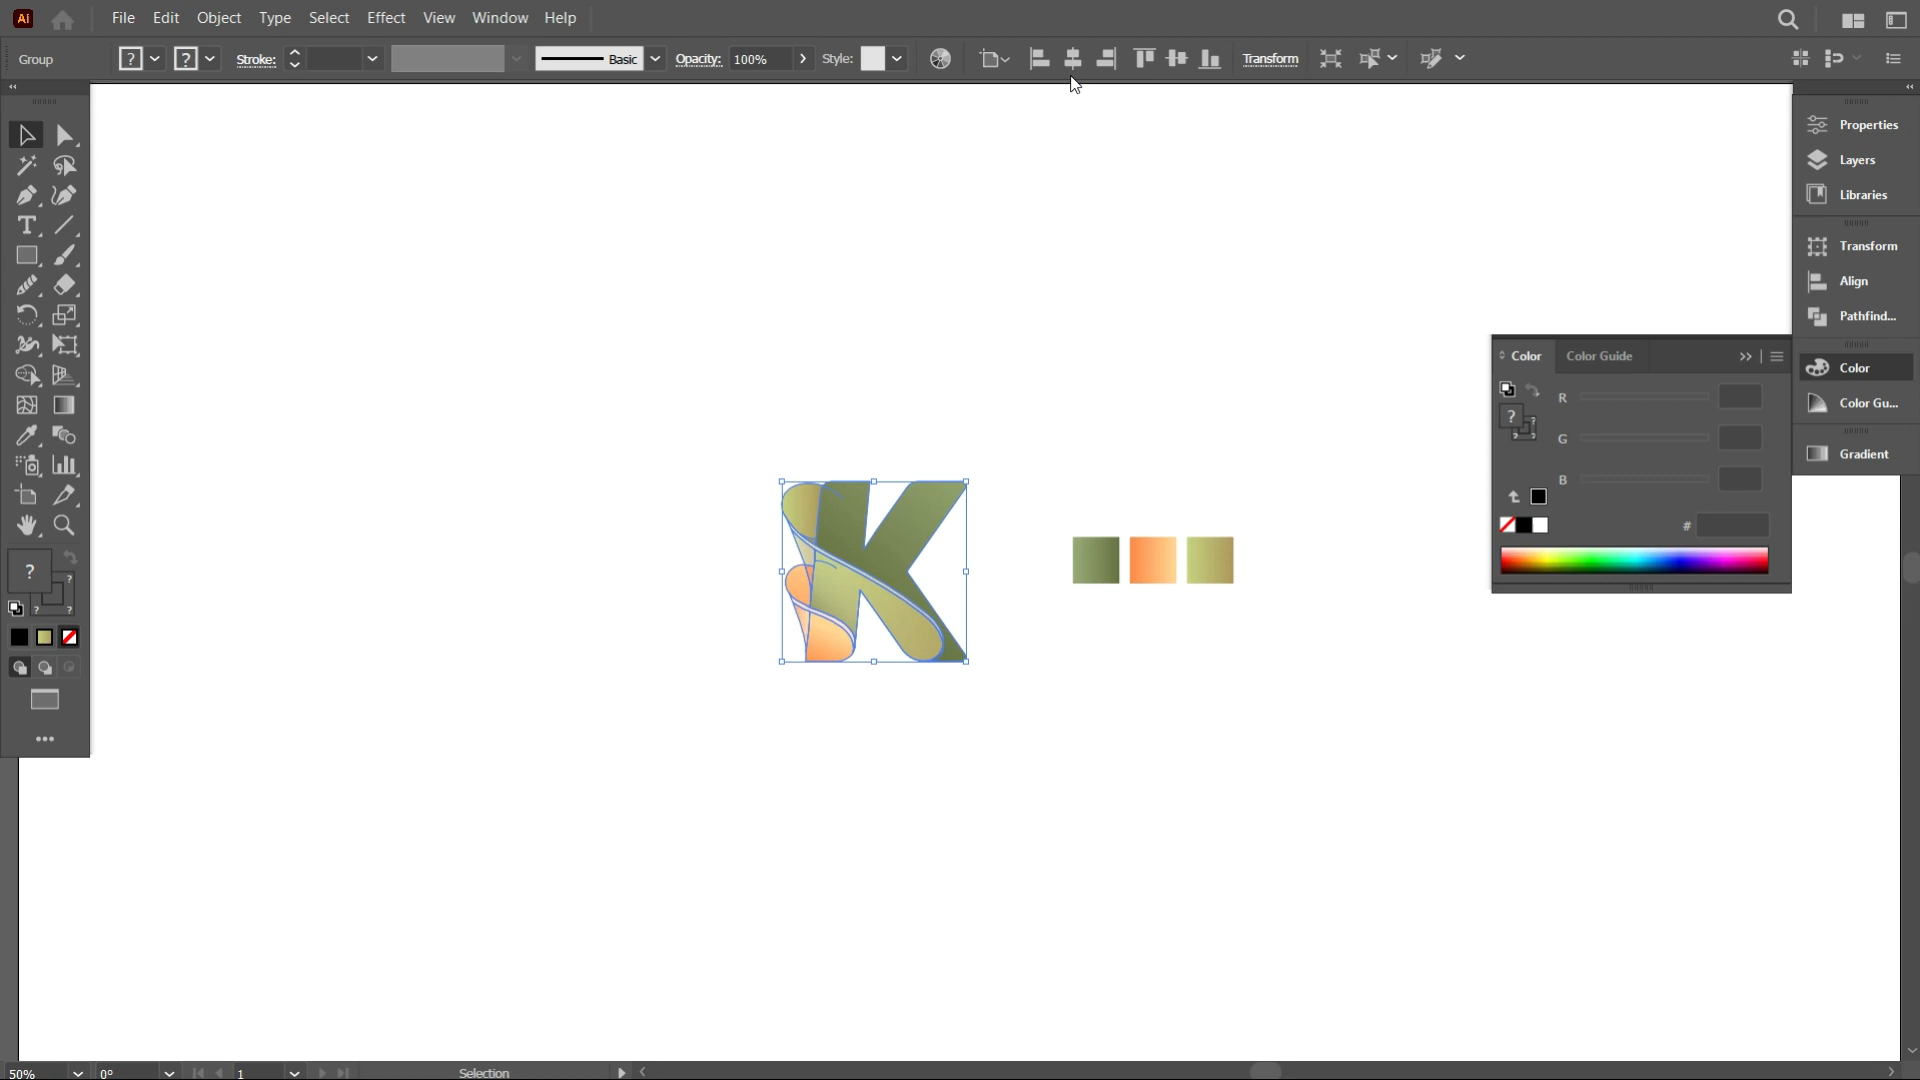 Ai File Edit Object Type Select Effect View Window Help
Group ? ? Stroke: Basic Opacity: 100% Style: Transform
Properties
Layers
Libraries
Transform
Align
Pathfind...
Color
Color Gu...
Gradient
Color Color Guide
R
? ?
G
? ?
B
#
T
? ?
? ?
K
50% 0° 1 Selection